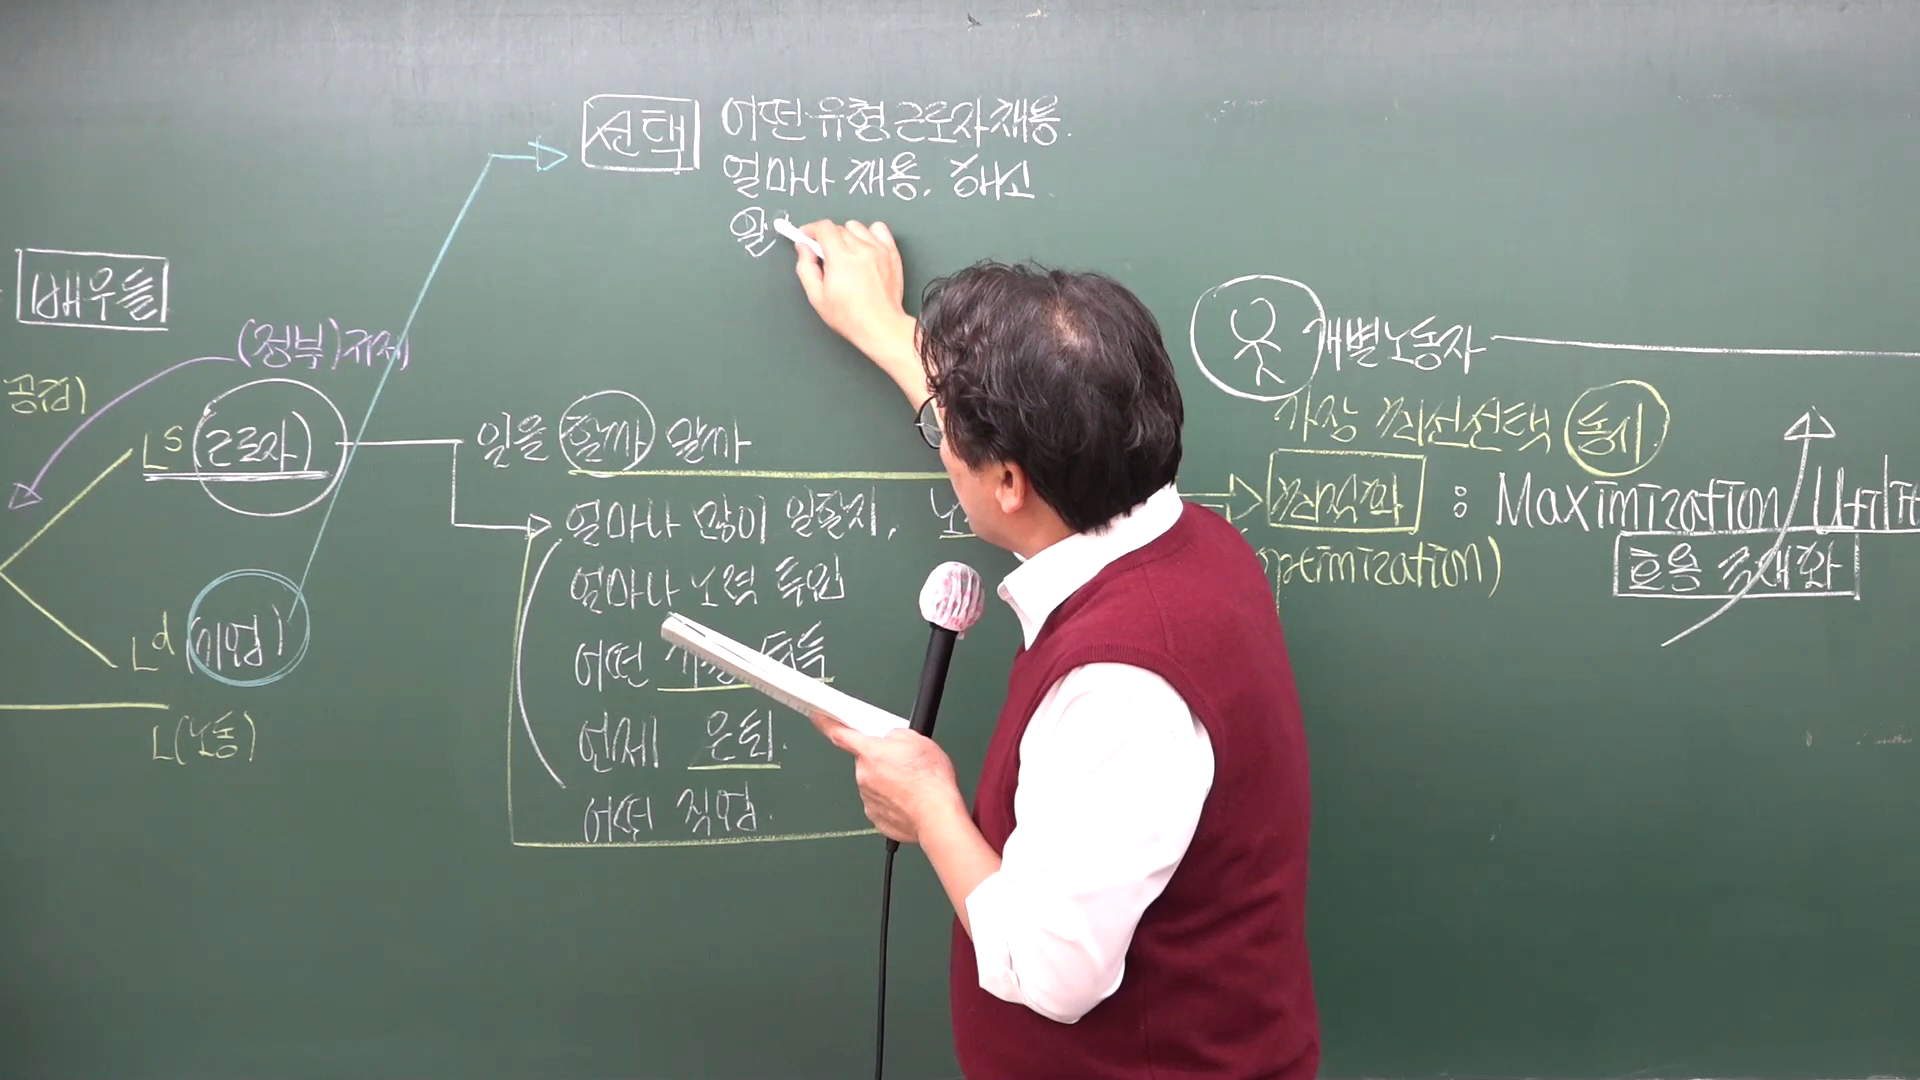 선택 어떤 유형 근로자 채용.
얼마나 채용. 해고
배우들
(정부)규제
개별노동자
가장 최선선택 동시
LS (근로자)
일을 할까 말까
최적화 : Maximization
얼마나 많이 일할지.
효용 극대화
얼마나 노력 투입
어떤
Ld (기업)
언제 은퇴.
L(노동)
어떤 직업.